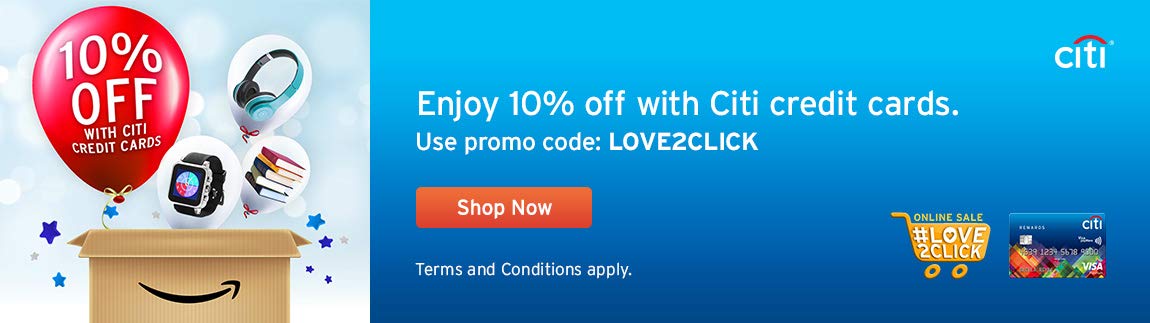 10%
OFF
WITH CITI
CREDIT CARDS
citi®
Enjoy 10% off with Citi credit cards.
Use promo code: LOVE2CLICK
Shop Now
Terms and Conditions apply.
ONLINE SALE
#LOVE
2CLICK
REWARDS
citi
VISA